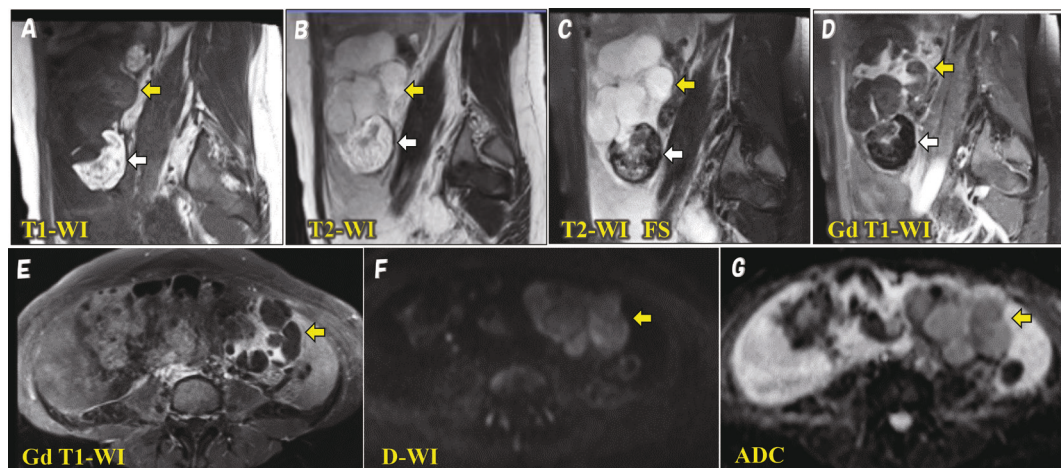 A
T1-WI
B
T2-WI
C
T2-WI FS
D
Gd T1-WI
E
Gd T1-WI
F
D-WI
G
ADC